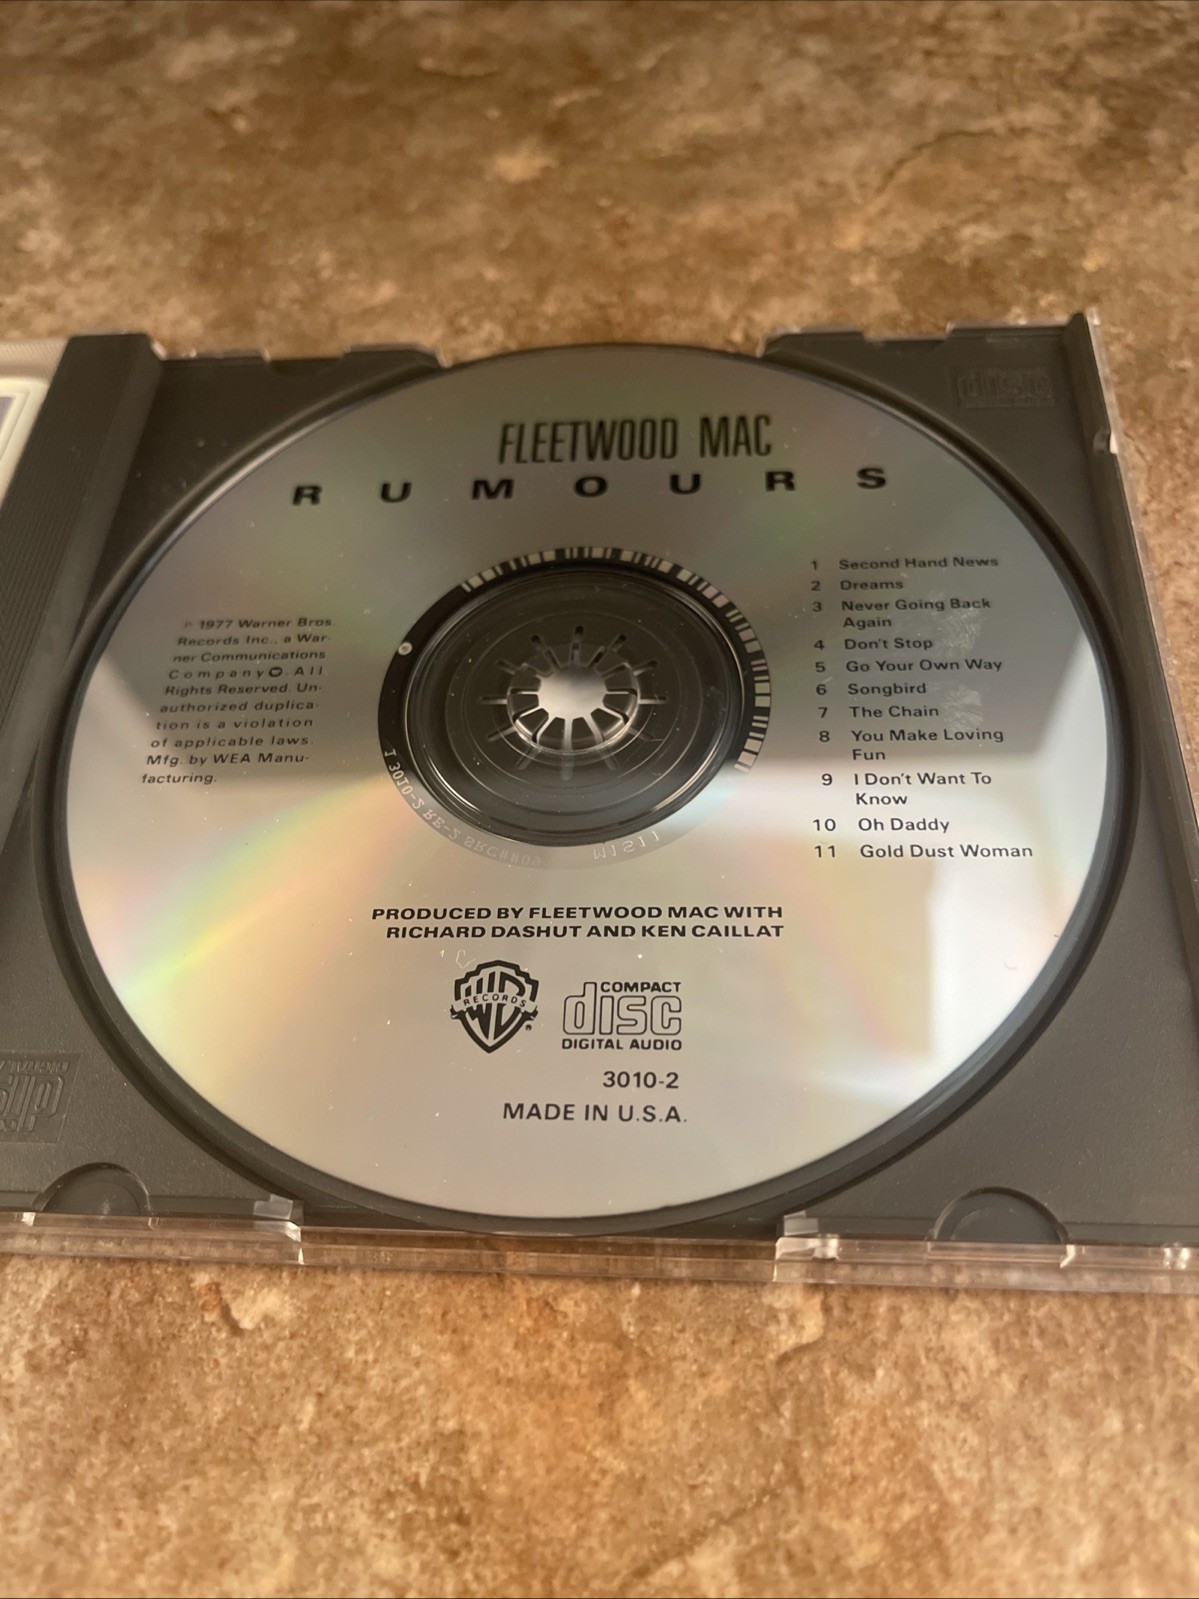 FLEETWOOD MAC
RUMOURS
℗ 1977 Warner Bros.
Records Inc., a War-
ner Communications
Company. All
Rights Reserved. Un-
authorized duplica-
tion is a violation
of applicable laws.
Mfg. by WEA Manu-
facturing.
1 Second Hand News
2 Dreams
3 Never Going Back
Again
4 Don't Stop
5 Go Your Own Way
6 Songbird
7 The Chain
8 You Make Loving
Fun
9 I Don't Want To
Know
10 Oh Daddy
11 Gold Dust Woman
PRODUCED BY FLEETWOOD MAC WITH
RICHARD DASHUT AND KEN CAILLAT
WB
RECORDS
COMPACT
disc
DIGITAL AUDIO
3010-2
MADE IN U.S.A.
disc